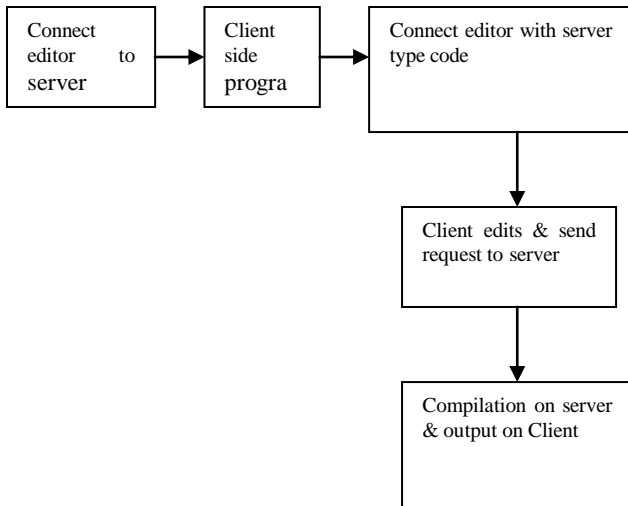 Connect
editor to
server
Client
side
progra
Connect editor with server
type code
Client edits & send
request to server
Compilation on server
& output on Client